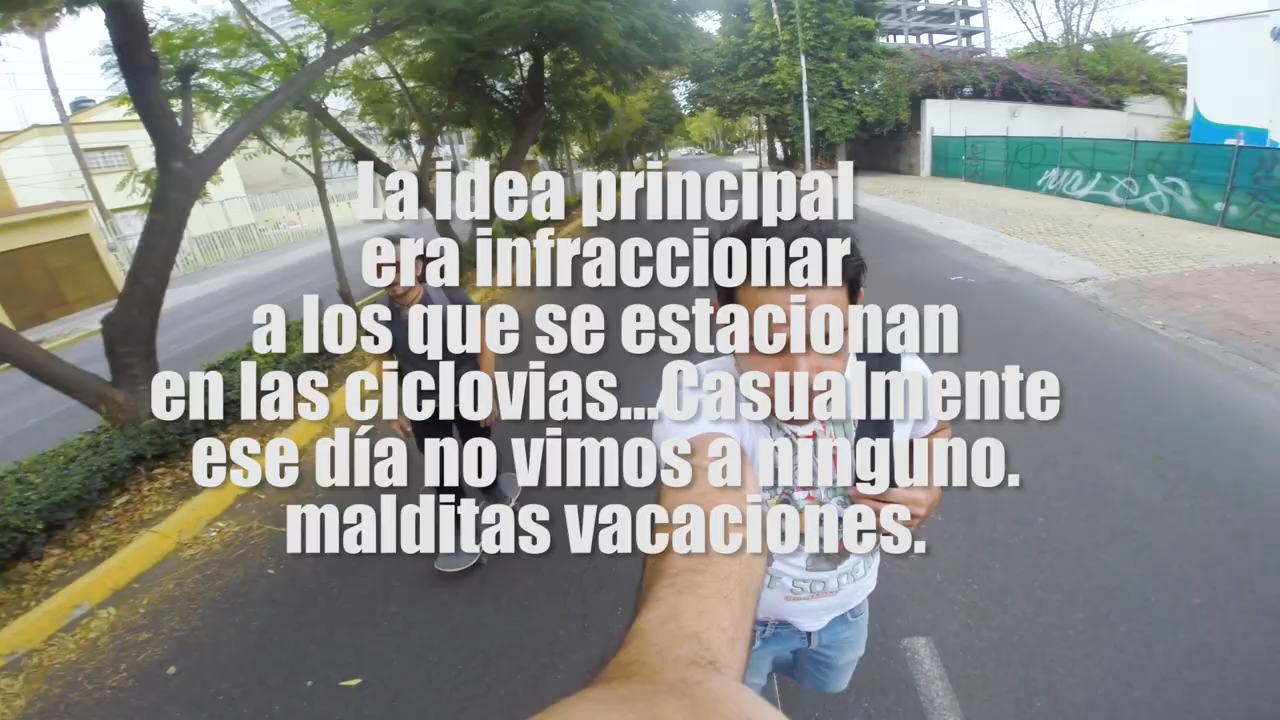 La idea principal
era infraccionar
a los que se estacionan
en las ciclovias...Casualmente
ese día no vimos a ninguno.
malditas vacaciones.